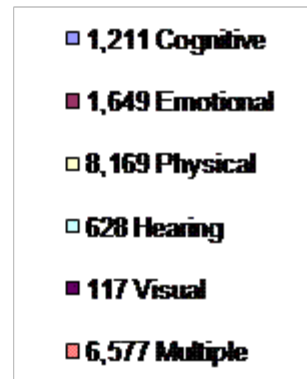 1,211 Cognitive
1,649 Emotional
8,169 Physical
628 Hearing
117 Visual
6,577 Multiple